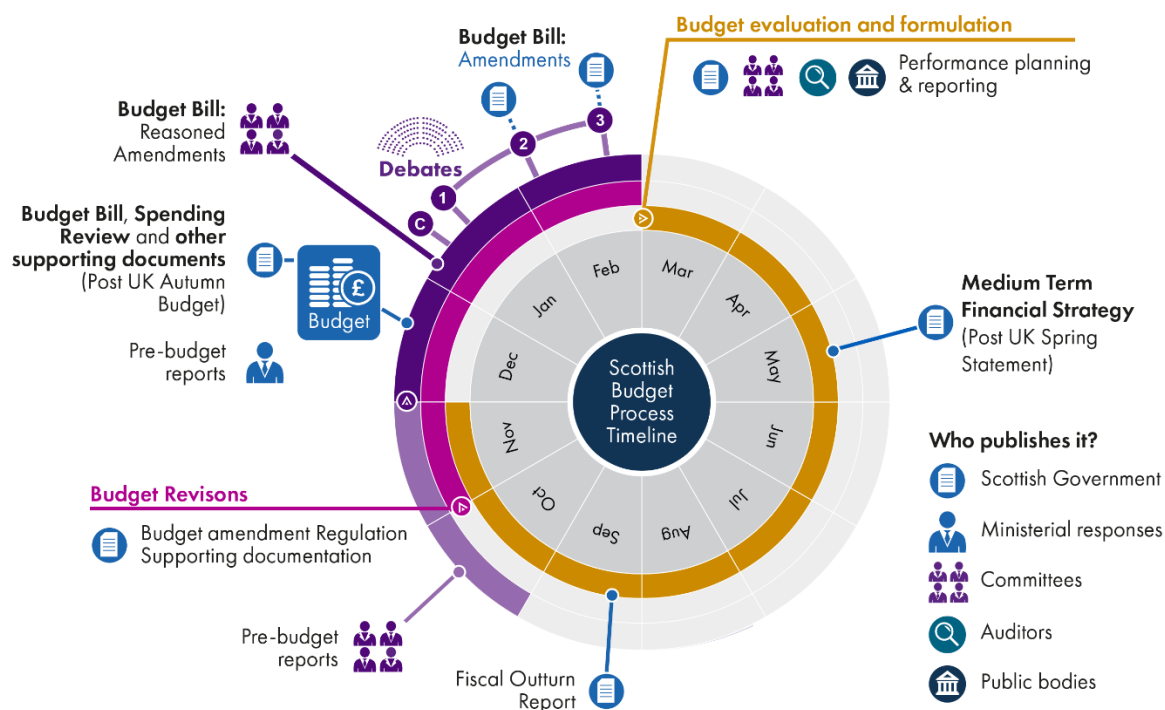 Budget evaluation and formulation
Performance planning
& reporting
Budget Bill:
Amendments
Budget Bill:
Reasoned
Amendments
Debates
C
1
2
3
Budget Bill, Spending
Review and other
supporting documents
(Post UK Autumn
Budget)
£
Budget
Pre-budget
reports
Medium Term
Financial Strategy
(Post UK Spring
Statement)
Scottish
Budget
Process
Timeline
Mar
Apr
May
Jun
Jul
Aug
Sep
Oct
Nov
Dec
Jan
Feb
Budget Revisons
Budget amendment Regulation
Supporting documentation
Pre-budget
reports
Fiscal Outturn
Report
Who publishes it?
Scottish Government
Ministerial responses
Committees
Auditors
Public bodies